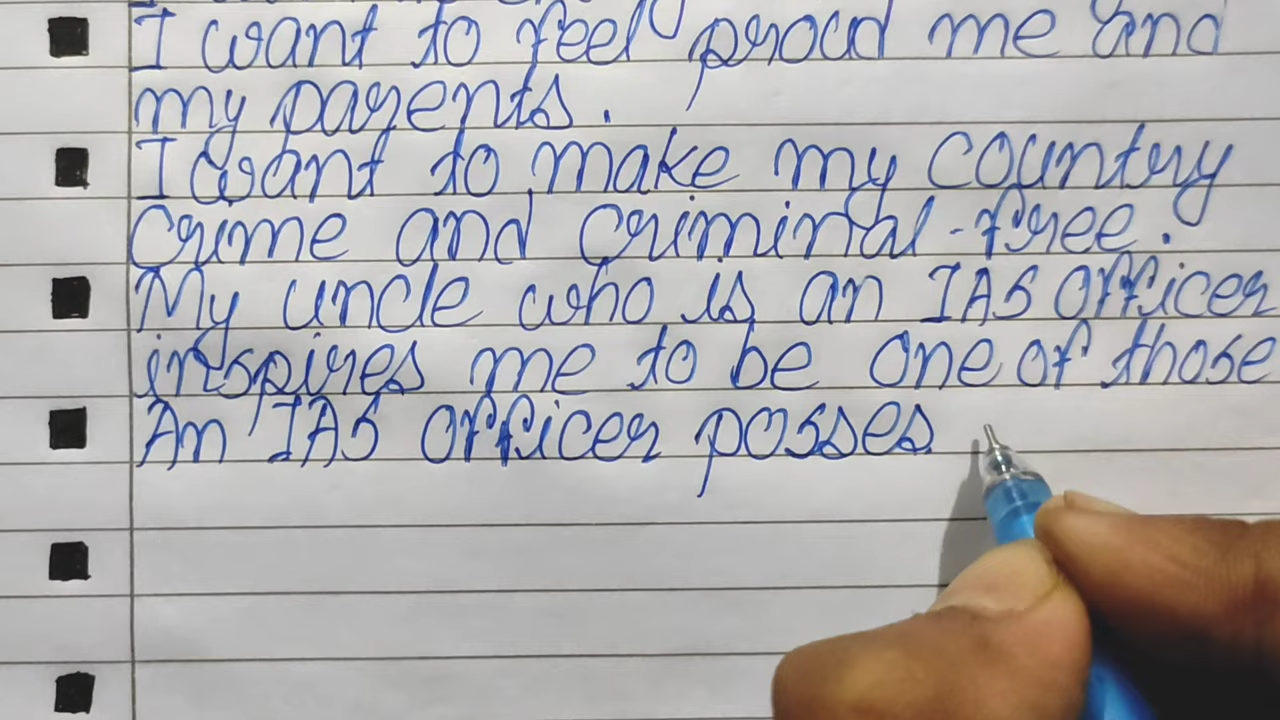 I want to feel proud me and
my parents.
I want to make my country
crime and criminal-free.
My uncle who is an IAS officer
inspires me to be one of those
An IAS officer posses